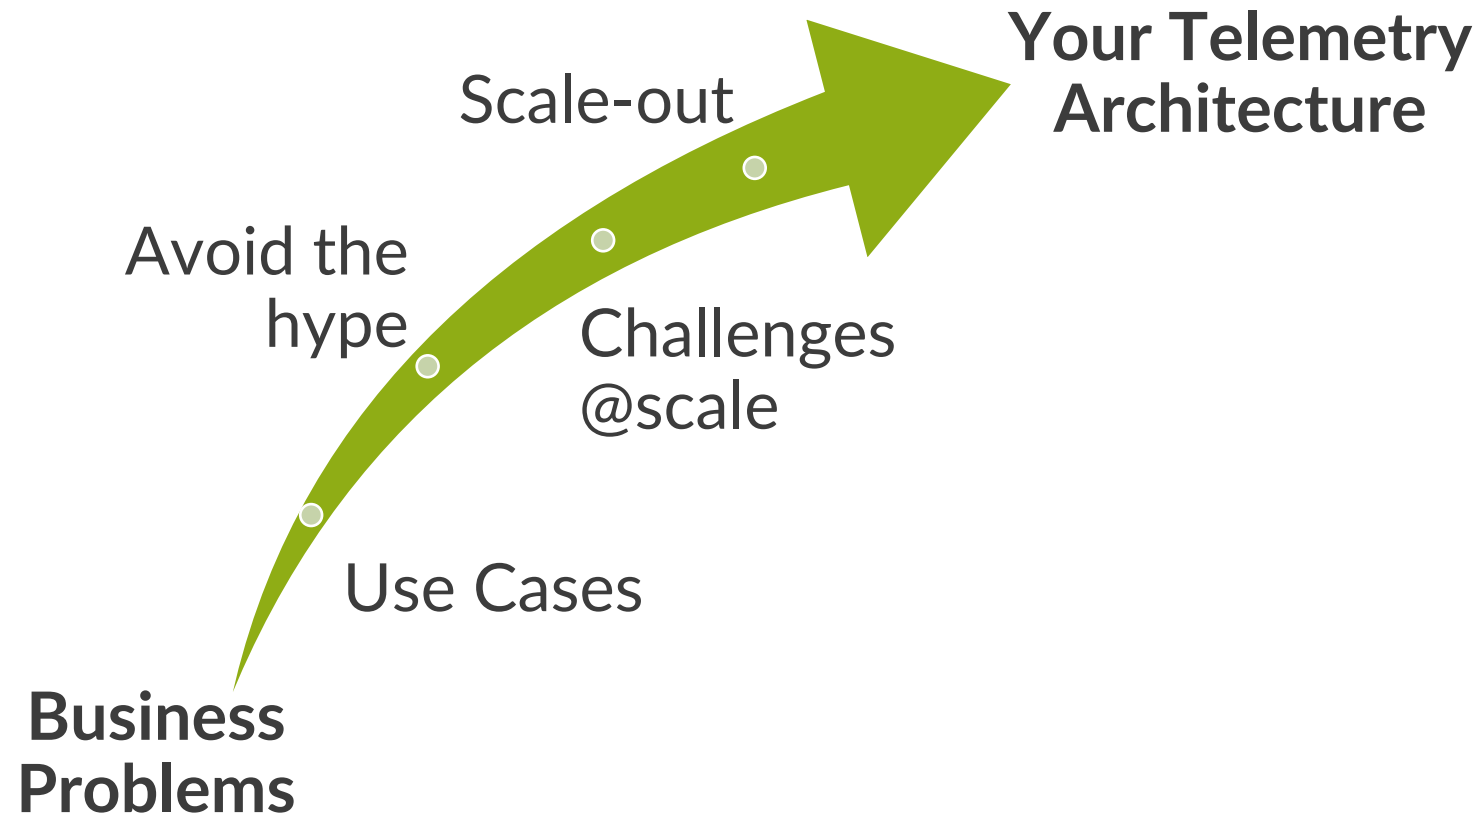 Your Telemetry
Architecture
Scale-out
Avoid the
hype
Challenges
@scale
Use Cases
Business
Problems